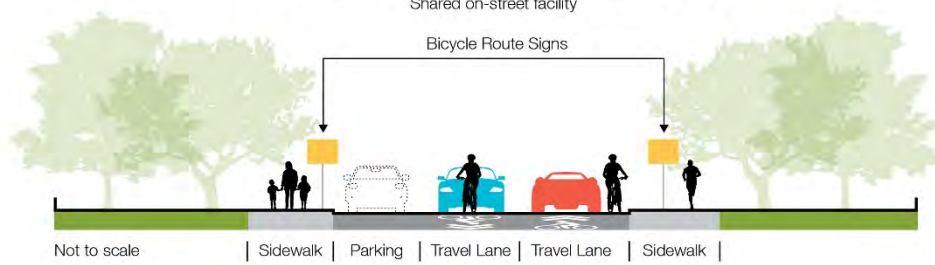 Shared on-street facility
Bicycle Route Signs
Not to scale | Sidewalk | Parking | Travel Lane | Travel Lane | Sidewalk |